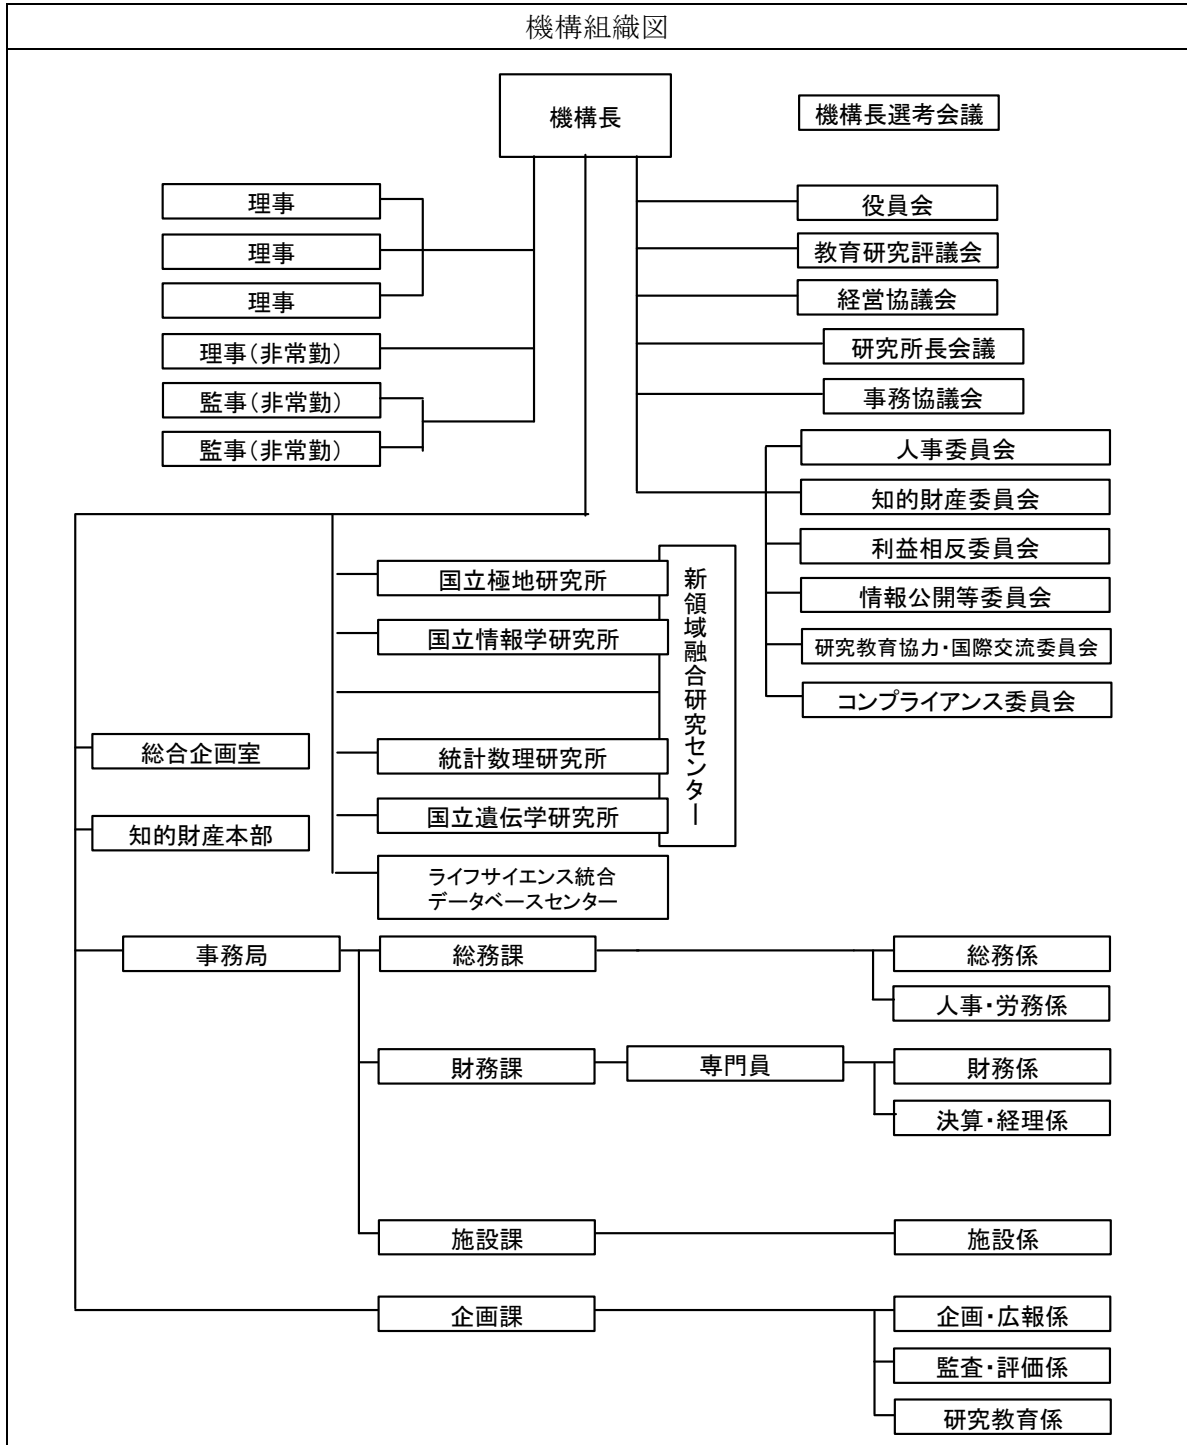 機構組織図
機構長
機構長選考会議
理事
理事
理事
理事（非常勤）
監事（非常勤）
監事（非常勤）
役員会
教育研究評議会
経営協議会
研究所長会議
事務協議会
人事委員会
知的財産委員会
利益相反委員会
情報公開等委員会
研究教育協力・国際交流委員会
コンプライアンス委員会
国立極地研究所
国立情報学研究所
統計数理研究所
国立遺伝学研究所
新領域融合研究センター
ライフサイエンス統合
データベースセンター
総合企画室
知的財産本部
事務局
総務課
総務係
人事・労務係
財務課
専門員
財務係
決算・経理係
施設課
施設係
企画課
企画・広報係
監査・評価係
研究教育係